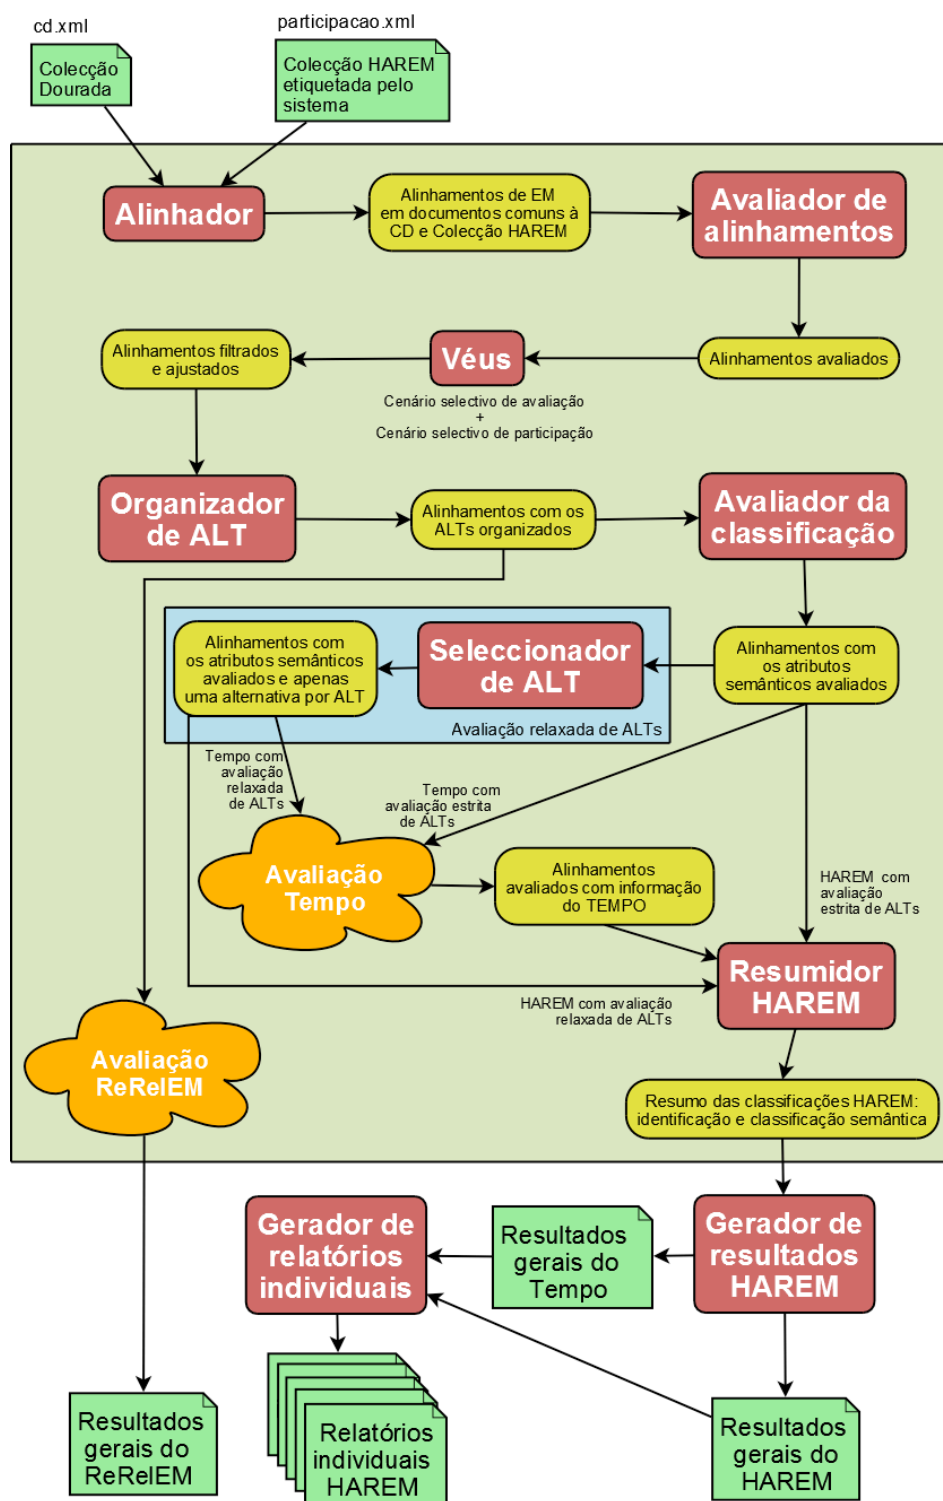 cd.xml
participacao.xml
Colecção
Dourada
Colecção HAREM
etiquetada pelo
sistema
Alinhador
Alinhamentos de EM
em documentos comuns à
CD e Colecção HAREM
Avaliador de
alinhamentos
Alinhamentos filtrados
e ajustados
Véus
Alinhamentos avaliados
Cenário selectivo de avaliação
+
Cenário selectivo de participação
Organizador
de ALT
Alinhamentos com os
ALTs organizados
Avaliador da
classificação
Alinhamentos com
os atributos semânticos
avaliados e apenas
uma alternativa por ALT
Seleccionador
de ALT
Alinhamentos com
os atributos
semânticos avaliados
Avaliação relaxada de ALTs
Tempo com
avaliação
relaxada
de ALTs
Tempo com
avaliação estrita
de ALTs
Avaliação
Tempo
Alinhamentos
avaliados com informação
do TEMPO
HAREM com
avaliação
estrita de ALTs
Resumidor
HAREM
HAREM com avaliação
relaxada de ALTs
Avaliação
ReRelEM
Resumo das classificações HAREM:
identificação e classificação semântica
Gerador de
relatórios
individuais
Resultados
gerais do
Tempo
Gerador de
resultados
HAREM
Resultados
gerais do
ReRelEM
Relatórios
individuais
HAREM
Resultados
gerais do
HAREM